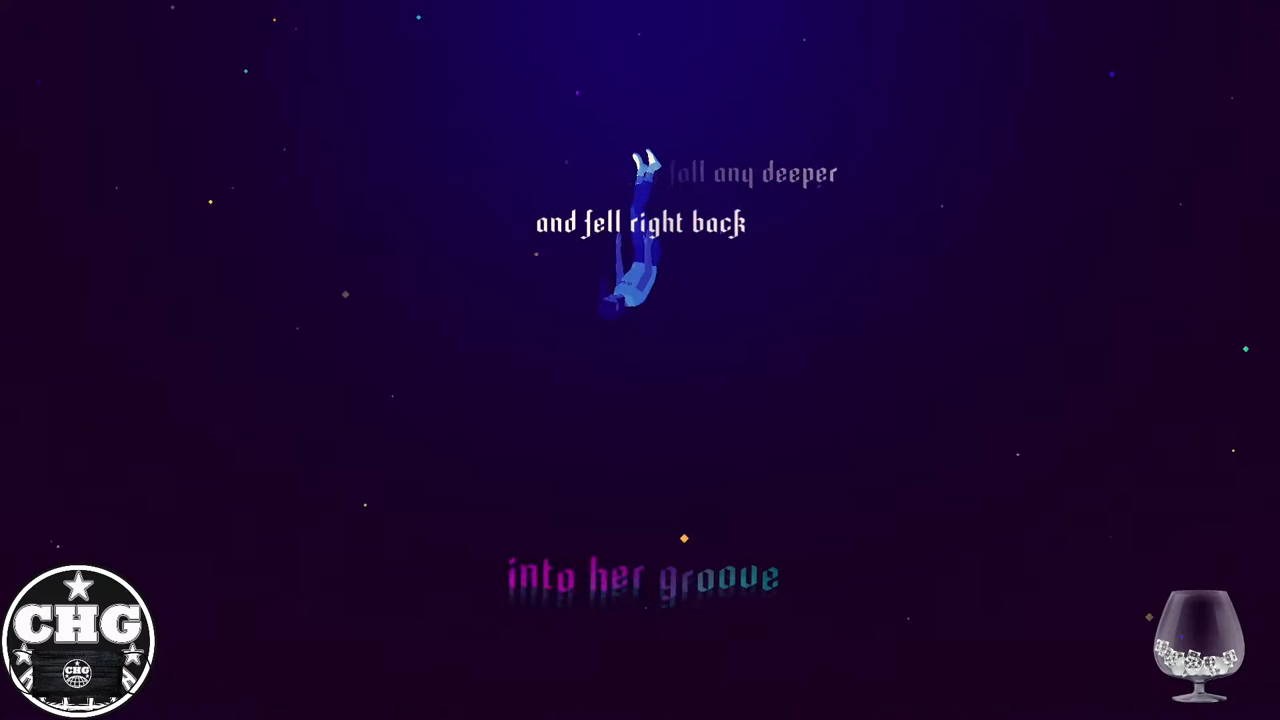 fall any deeper
and fell right back
into her groove
CHG
CHG